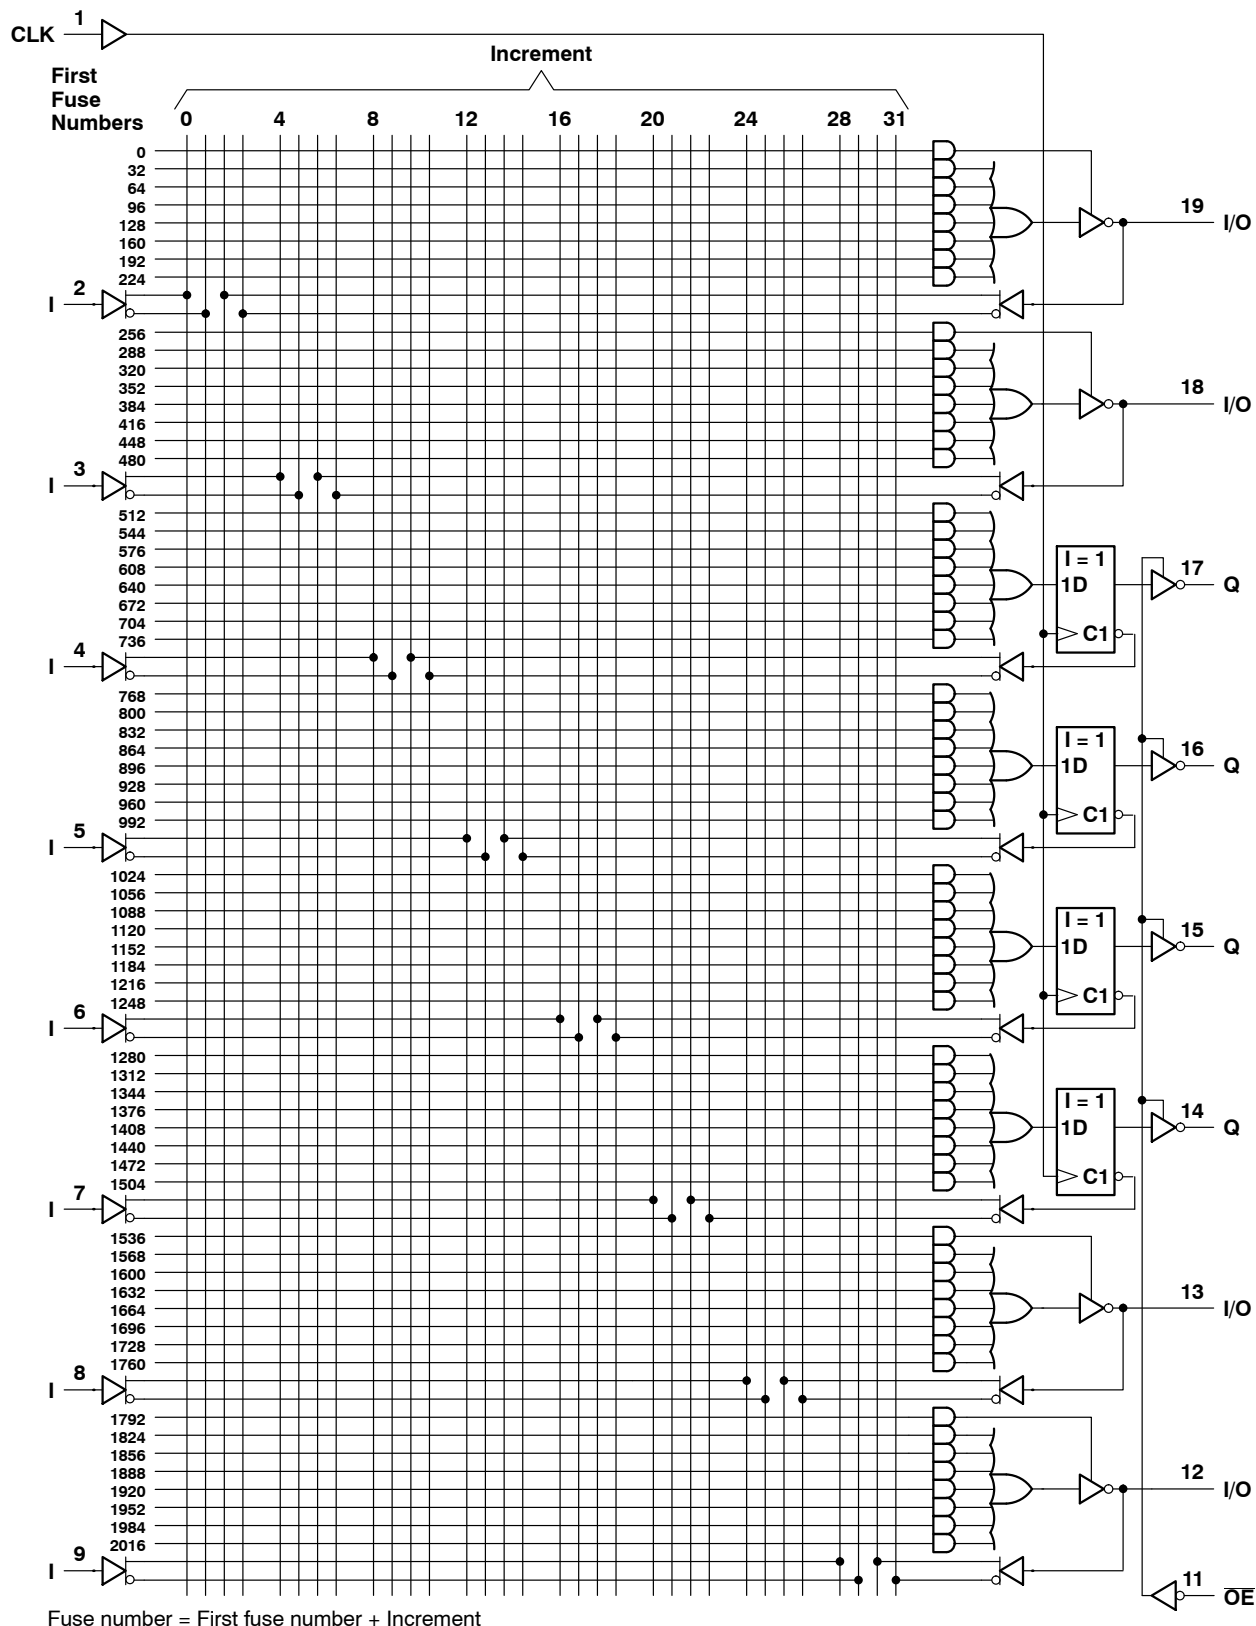 1
CLK
Increment
First
Fuse
Numbers
0 4 8 12 16 20 24 28 31
0
32
64
96
128
160
192
224
19
I/O
2
I
256
288
320
352
384
416
448
480
18
I/O
3
I
512
544
576
608
640
672
704
736
I = 1
1D
C1
17
Q
4
I
768
800
832
864
896
928
960
992
I = 1
1D
C1
16
Q
5
I
1024
1056
1088
1120
1152
1184
1216
1248
I = 1
1D
C1
15
Q
6
I
1280
1312
1344
1376
1408
1440
1472
1504
I = 1
1D
C1
14
Q
7
I
1536
1568
1600
1632
1664
1696
1728
1760
13
I/O
8
I
1792
1824
1856
1888
1920
1952
1984
2016
12
I/O
9
I
11
OE
Fuse number = First fuse number + Increment